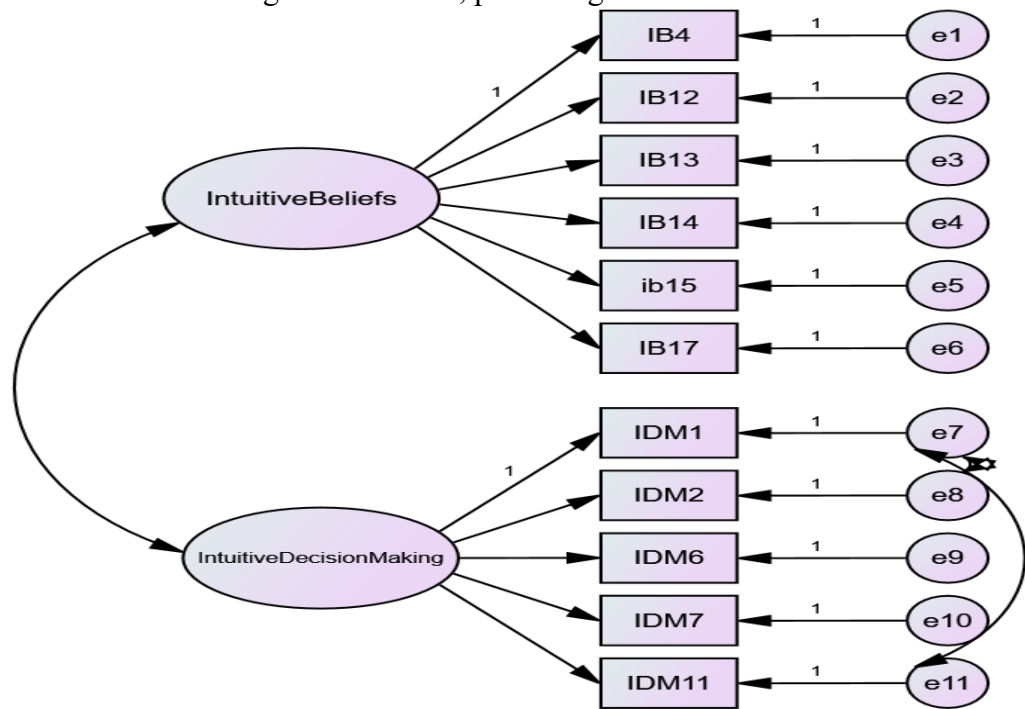 IB4 1 e1
1
IB12 1 e2
IB13 1 e3
IntuitiveBeliefs
IB14 1 e4
ib15 1 e5
IB17 1 e6
IDM1 1 e7
1
IDM2 1 e8
IntuitiveDecisionMaking
IDM6 1 e9
IDM7 1 e10
IDM11 1 e11